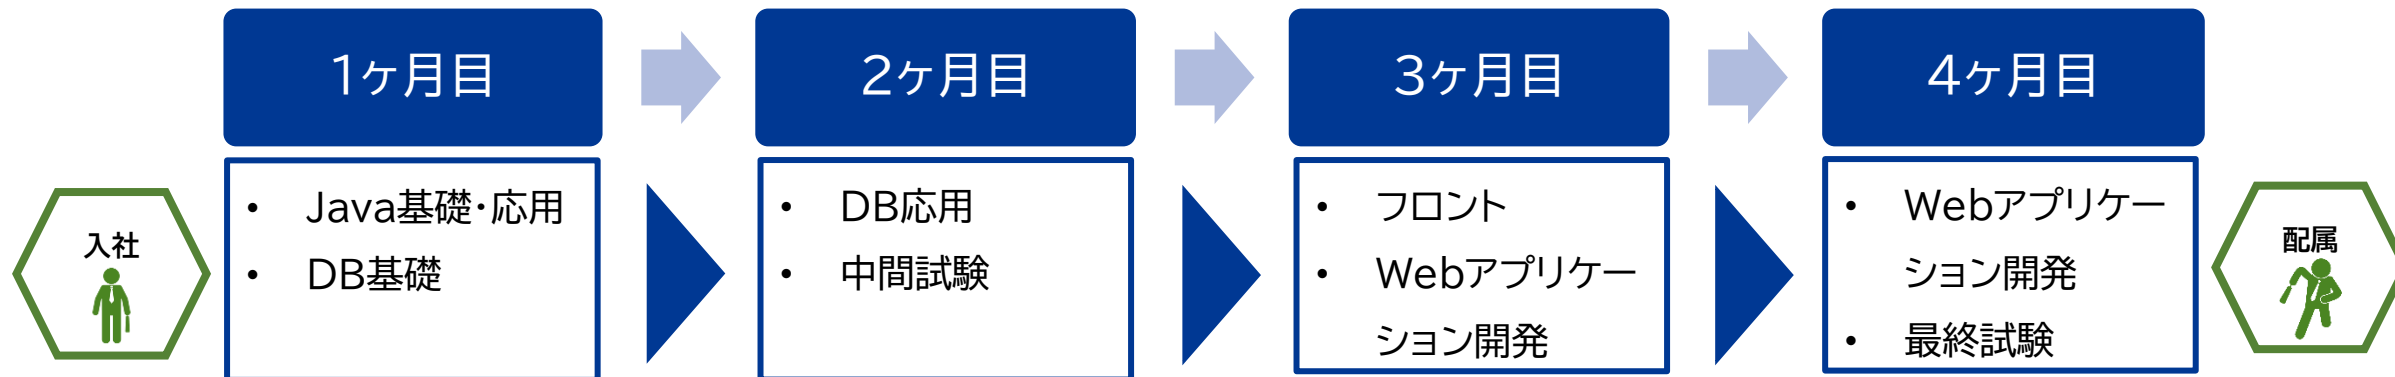 1ヶ月目
2ヶ月目
3ヶ月目
4ヶ月目
入社
• Java基礎・応用
• DB基礎
• DB応用
• 中間試験
• フロント
• Webアプリケー
ション開発
• Webアプリケー
ション開発
• 最終試験
配属